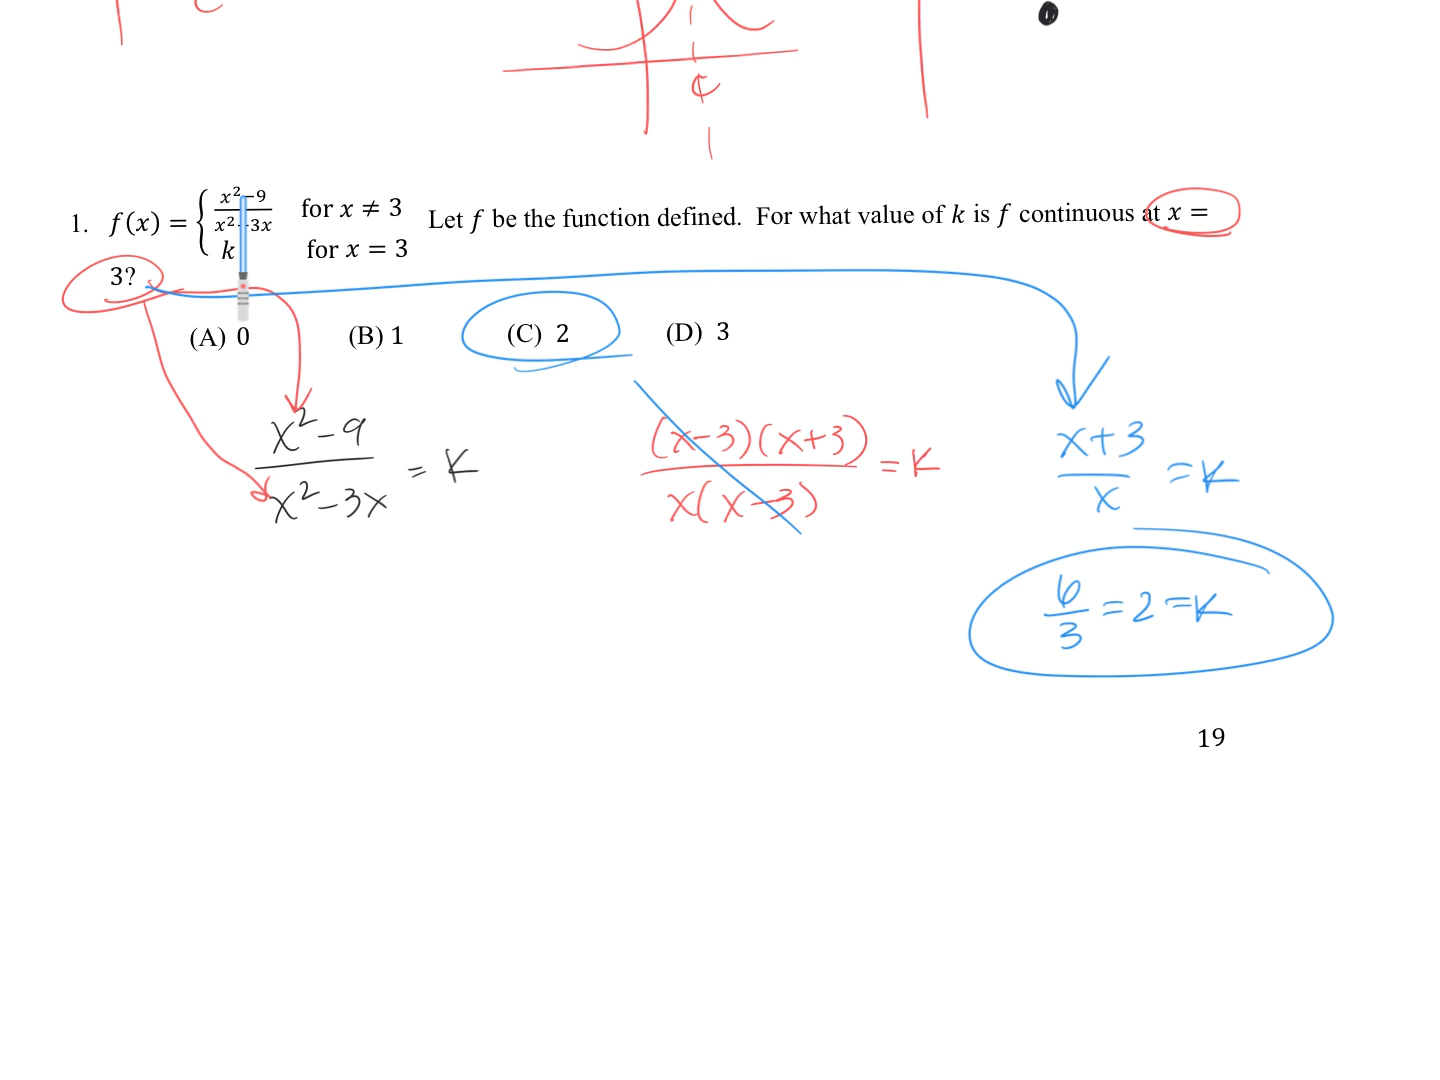 ¢
1
1. f(x) = { x²-9 / x²-3x for x ≠ 3 Let f be the function defined. For what value of k is f continuous at x =
k for x = 3
3?
(A) 0 (B) 1 (C) 2 (D) 3
x²-9 / x²-3x = K
(x-3)(x+3) / x(x-3) = K
x+3 / x = K
6/3 = 2 = K
19